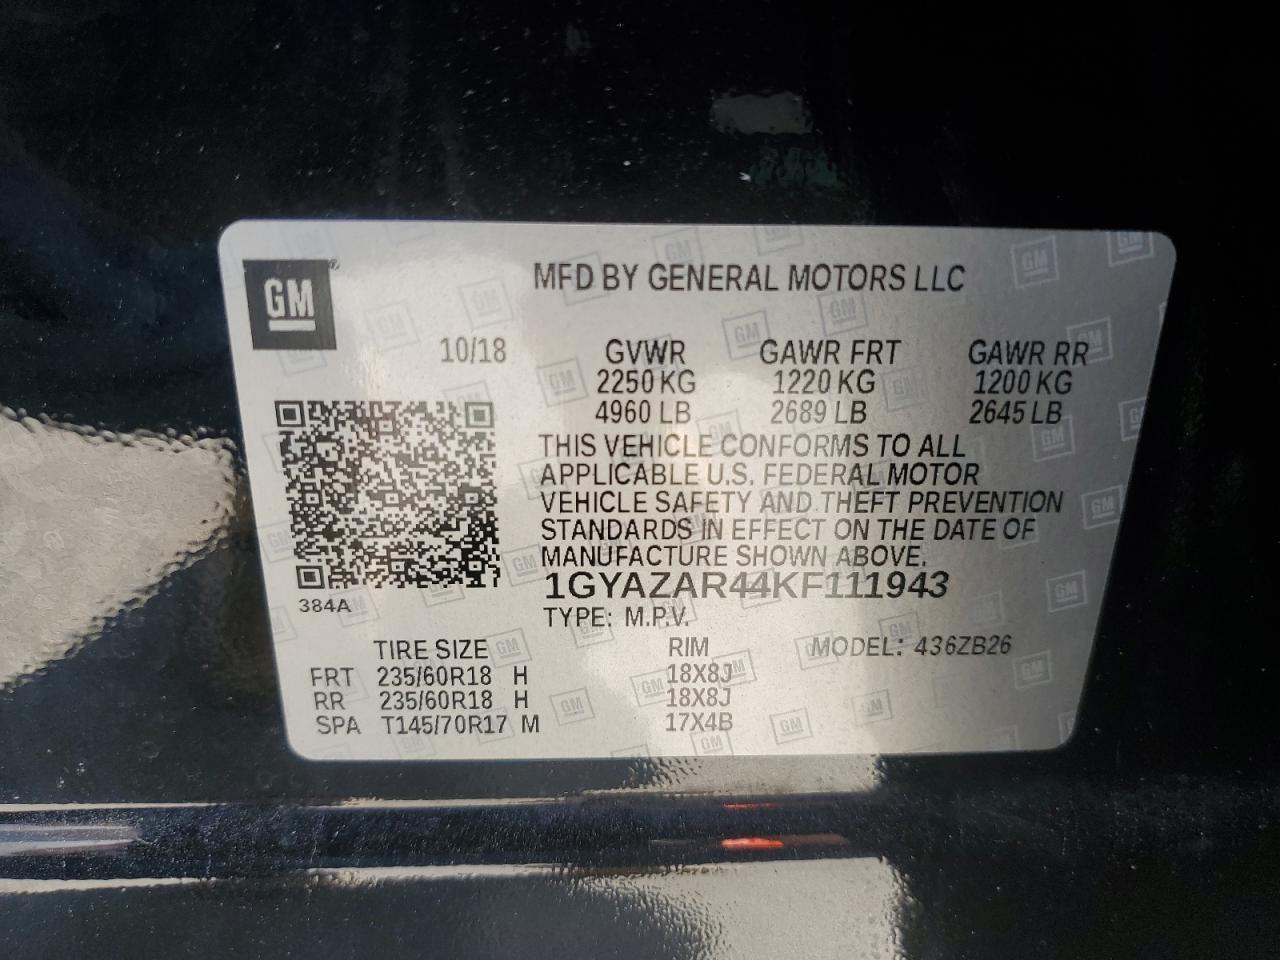 GM
MFD BY GENERAL MOTORS LLC
10/18
GVWR GAWR FRT GAWR RR
2250 KG 1220 KG 1200 KG
4960 LB 2689 LB 2645 LB
THIS VEHICLE CONFORMS TO ALL
APPLICABLE U.S. FEDERAL MOTOR
VEHICLE SAFETY AND THEFT PREVENTION
STANDARDS IN EFFECT ON THE DATE OF
MANUFACTURE SHOWN ABOVE.
1GYAZAR44KF111943
384A
TYPE: M.P.V.
TIRE SIZE RIM MODEL: 436ZB26
FRT 235/60R18 H 18X8J
RR 235/60R18 H 18X8J
SPA T145/70R17 M 17X4B